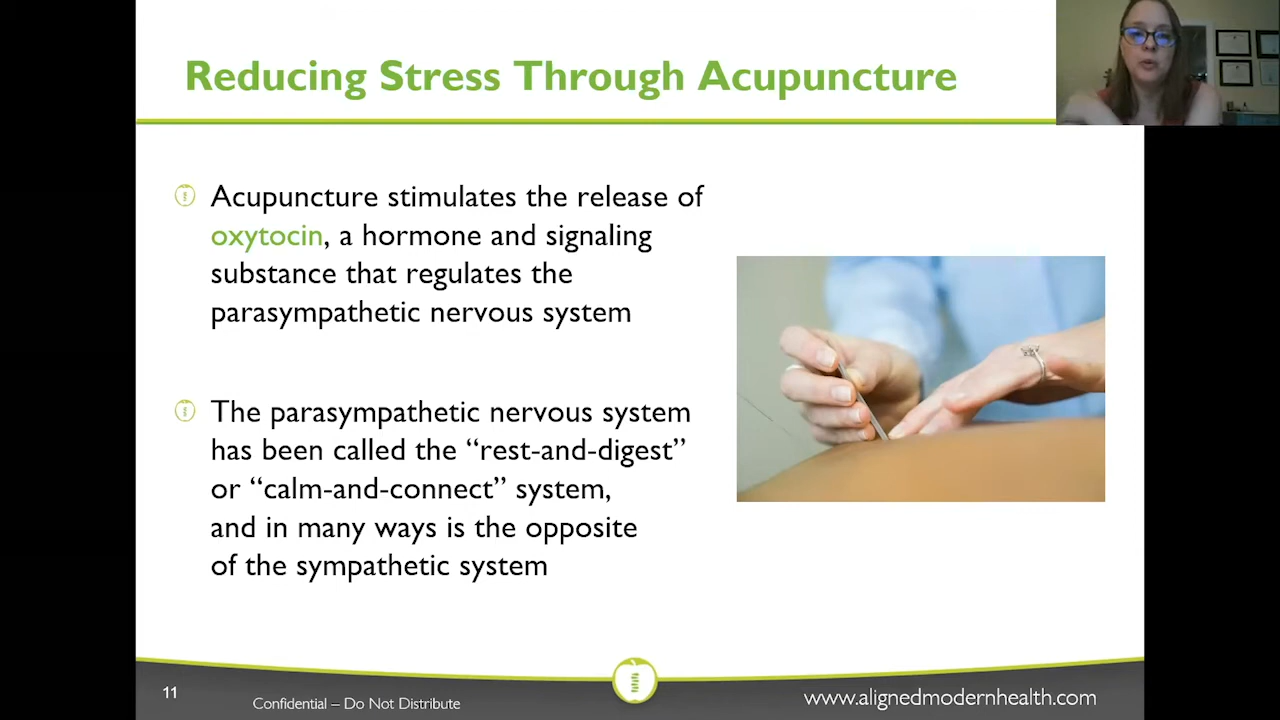 Reducing Stress Through Acupuncture
Acupuncture stimulates the release of
oxytocin, a hormone and signaling
substance that regulates the
parasympathetic nervous system
The parasympathetic nervous system
has been called the “rest-and-digest”
or “calm-and-connect” system,
and in many ways is the opposite
of the sympathetic system
11
Confidential – Do Not Distribute
www.alignedmodernhealth.com